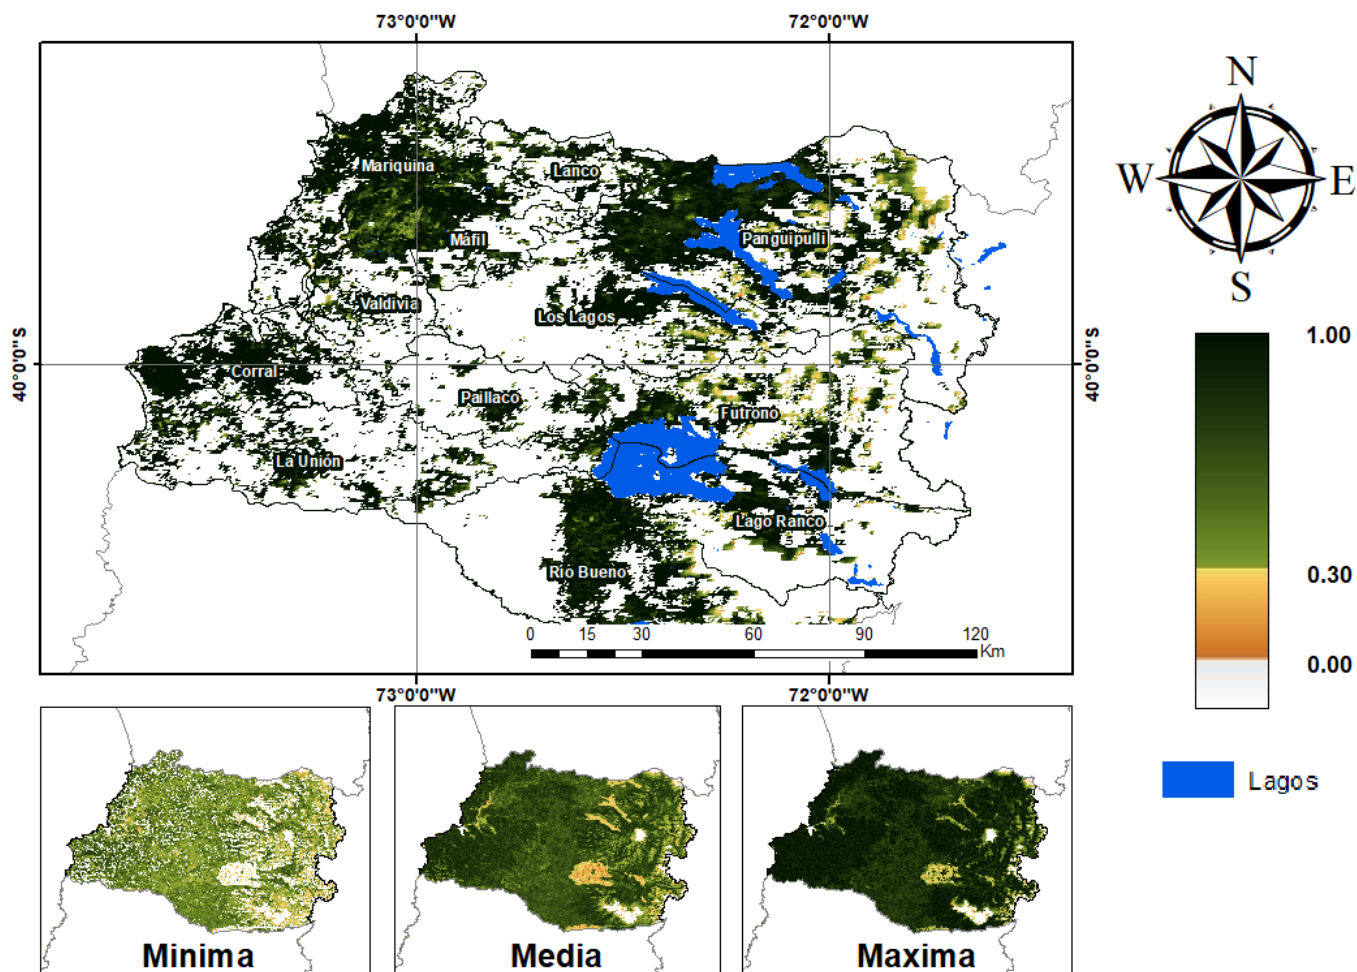 73°0'0"W
72°0'0"W
N
W
E
S
Mariquina
Lanco
Máfil
Panguipulli
Valdivia
Los Lagos
40°0'0"S
40°0'0"S
Corral
Paillaco
Futrono
La Unión
Lago Ranco
Río Bueno
0
15
30
60
90
120
Km
73°0'0"W
72°0'0"W
1.00
0.30
0.00
Lagos
Minima
Media
Maxima